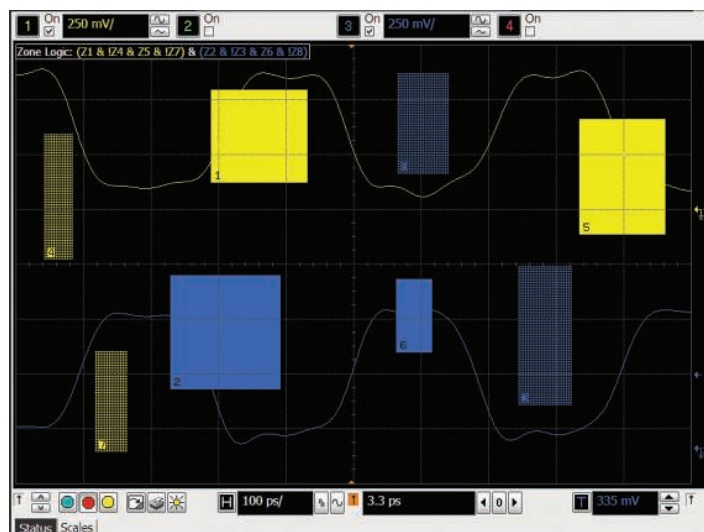 1 On 250 mV/ 2 On 3 On 250 mV/ 4 On
Zone Logic: (Z1 & !Z4 & Z5 & !Z7) & (Z2 & !Z3 & Z6 & !Z8)
1
5
4
6
2
7
H 100 ps/ 3.3 ps 0 T 335 mV
Status Scales